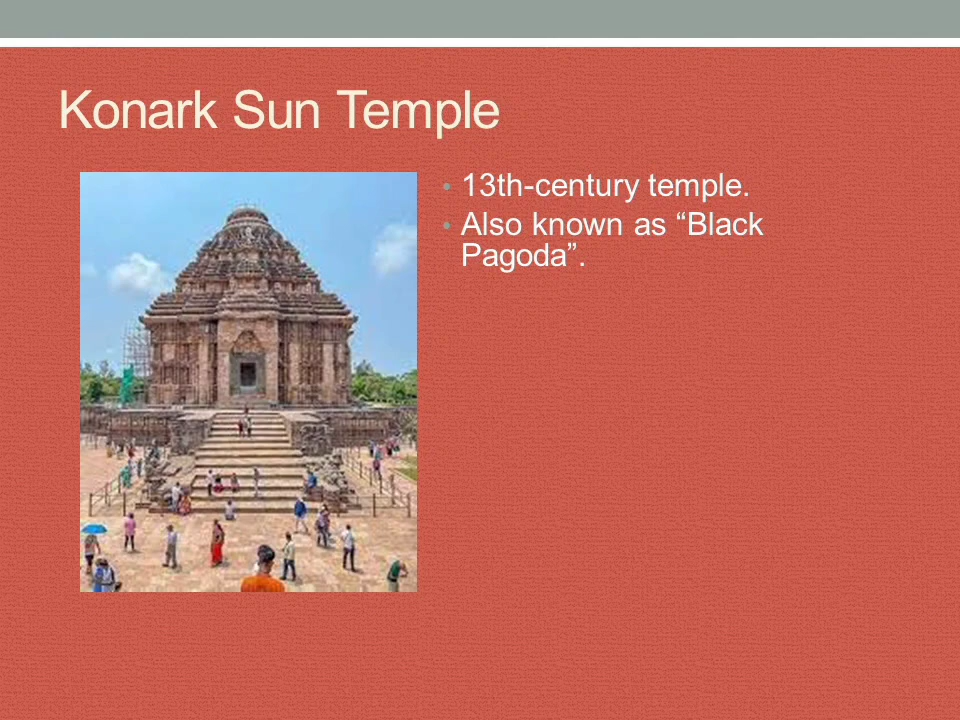 Konark Sun Temple
• 13th-century temple.
• Also known as “Black
Pagoda”.